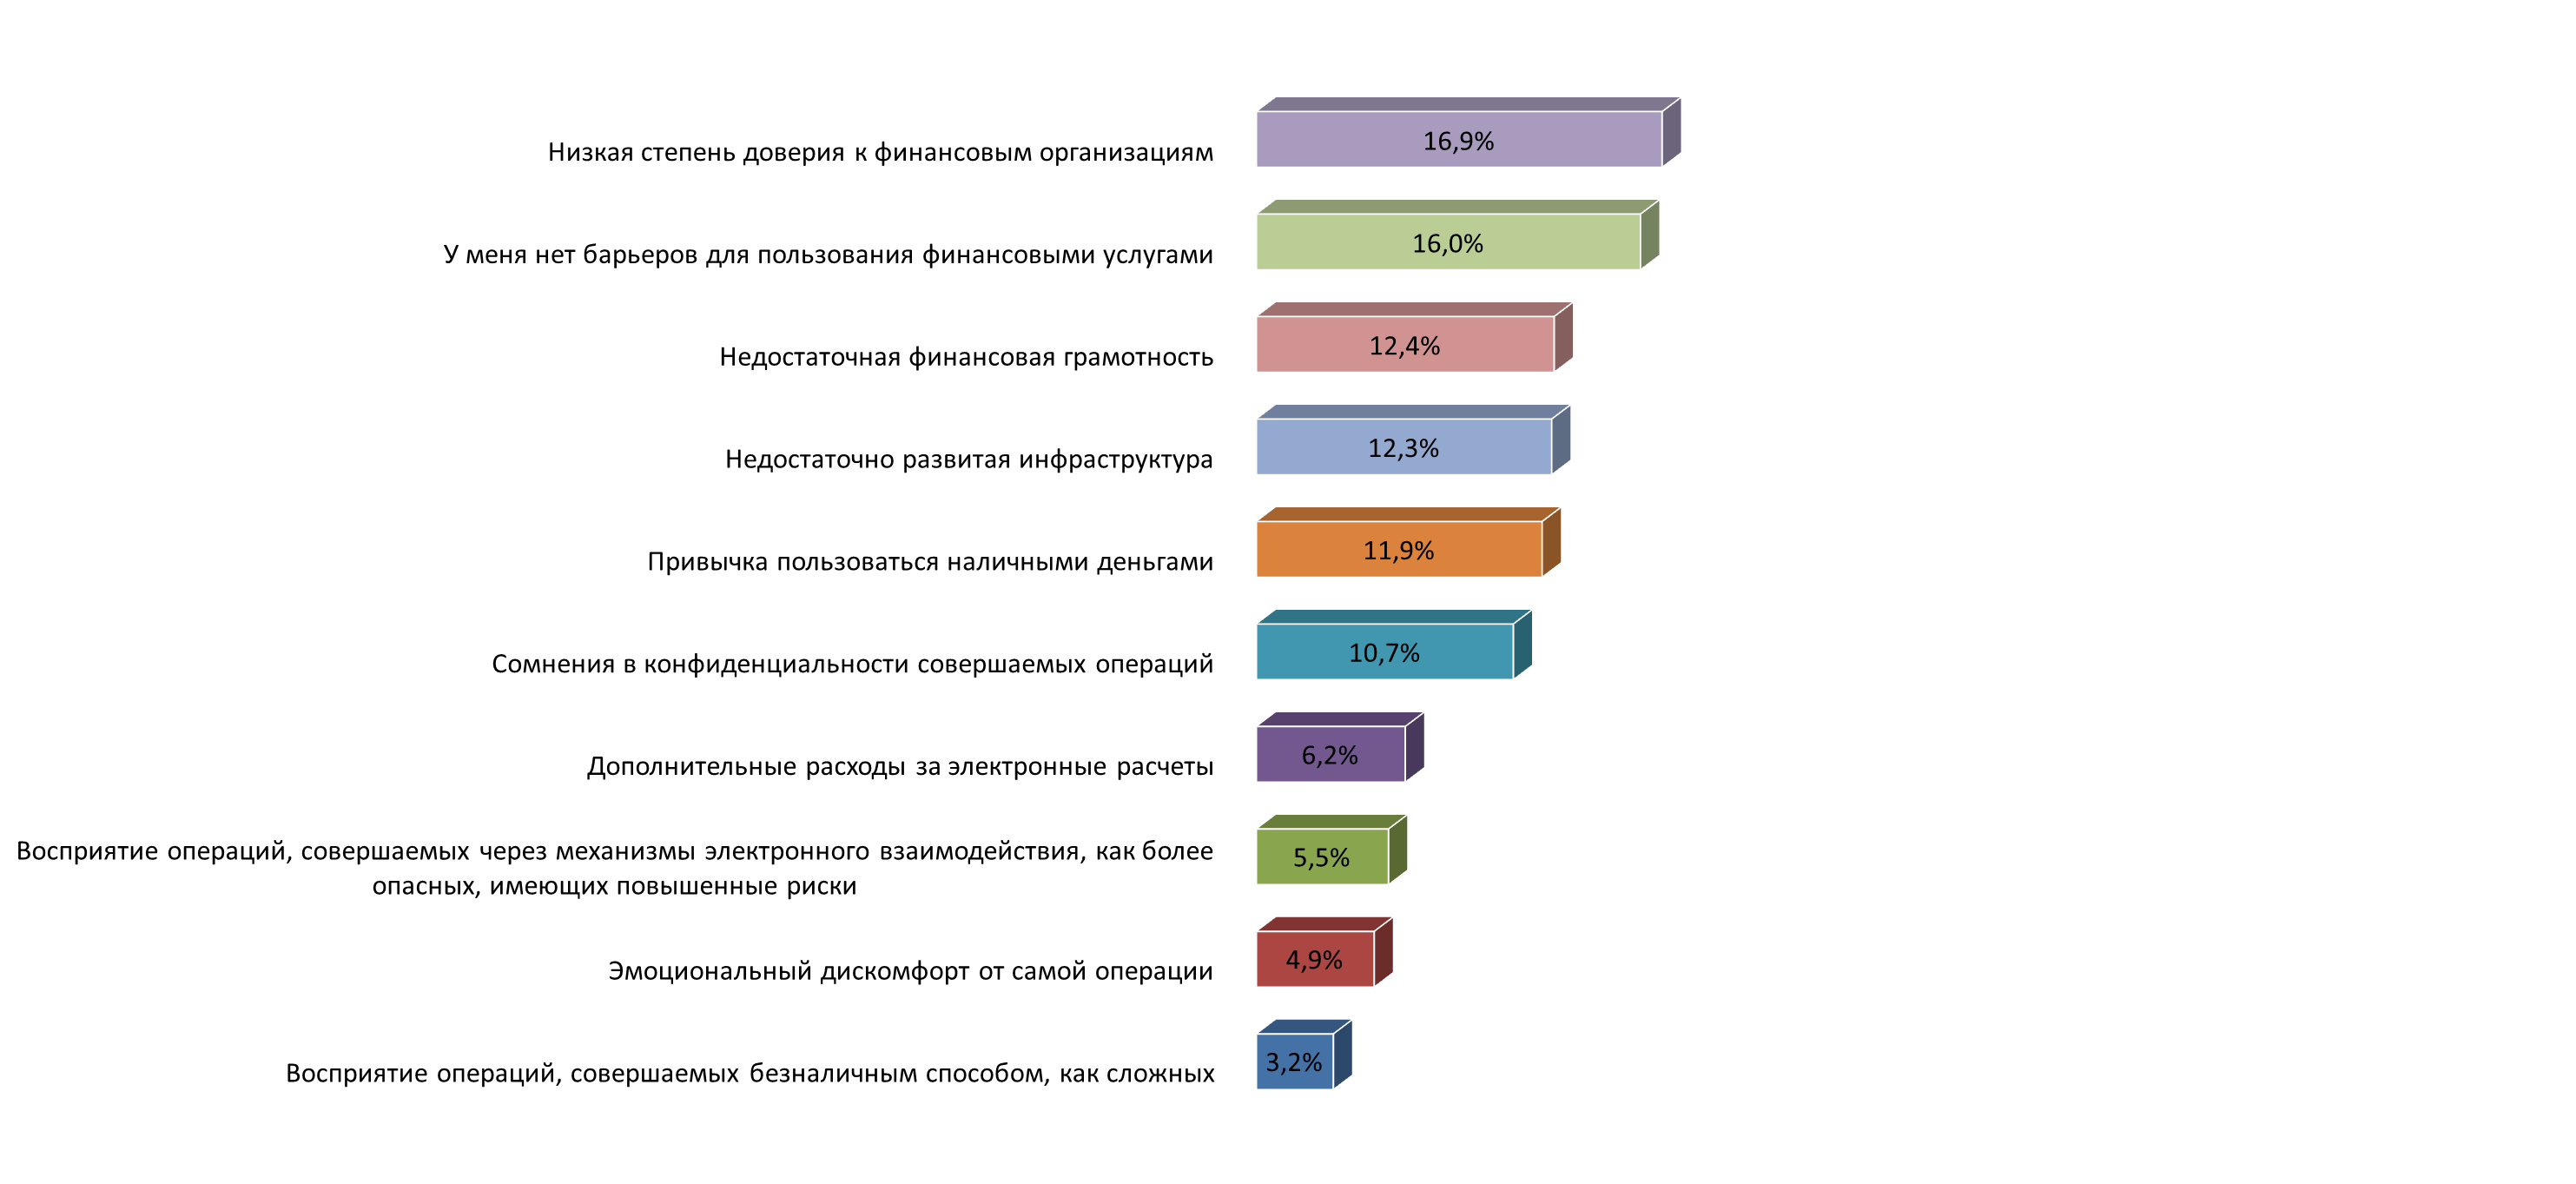 Низкая степень доверия к финансовым организациям
16,9%
У меня нет барьеров для пользования финансовыми услугами
16,0%
Недостаточная финансовая грамотность
12,4%
Недостаточно развитая инфраструктура
12,3%
Привычка пользоваться наличными деньгами
11,9%
Сомнения в конфиденциальности совершаемых операций
10,7%
Дополнительные расходы за электронные расчеты
6,2%
Восприятие операций, совершаемых через механизмы электронного взаимодействия, как более
опасных, имеющих повышенные риски
5,5%
Эмоциональный дискомфорт от самой операции
4,9%
Восприятие операций, совершаемых безналичным способом, как сложных
3,2%